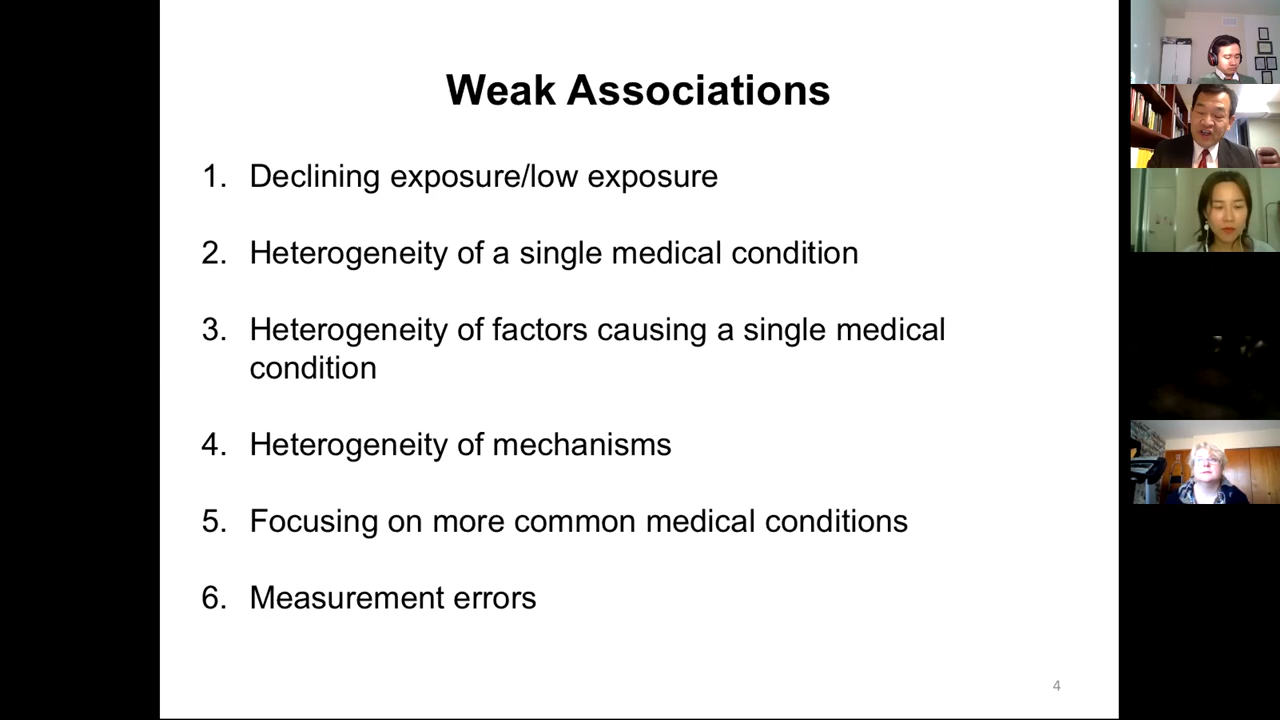 Weak Associations
1. Declining exposure/low exposure
2. Heterogeneity of a single medical condition
3. Heterogeneity of factors causing a single medical
condition
4. Heterogeneity of mechanisms
5. Focusing on more common medical conditions
6. Measurement errors
4